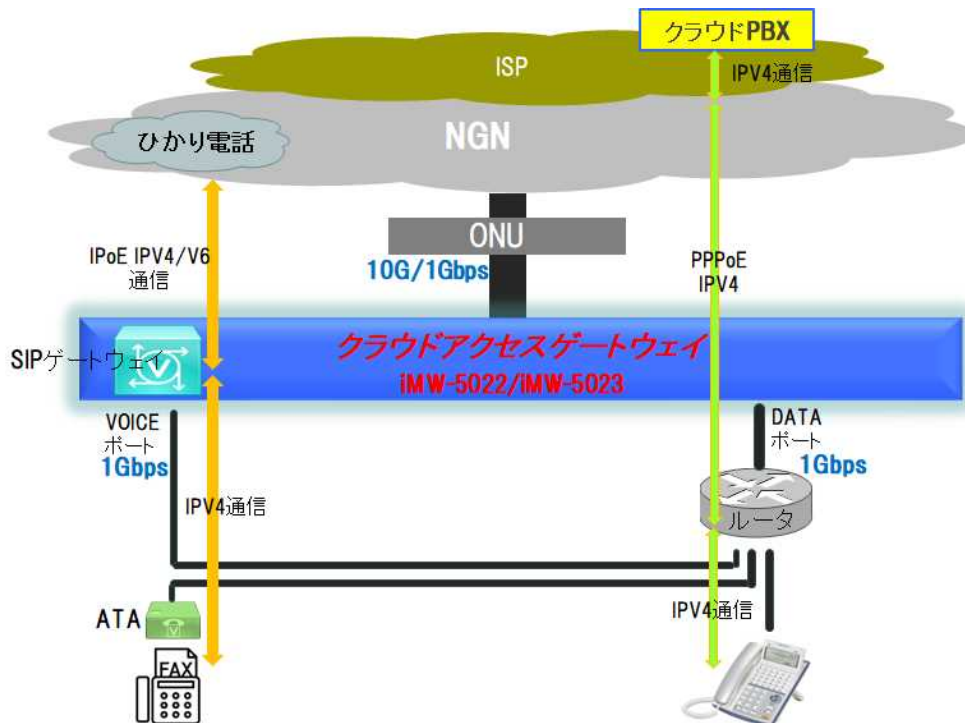 クラウドPBX
ISP
IPV4通信
ひかり電話
NGN
ONU
IPoE IPV4/V6
通信
10G/1Gbps
PPPoE
IPV4
クラウドアクセスゲートウェイ
SIPゲートウェイ
iMW-5022/iMW-5023
VOICE
ポート
1Gbps
DATA
ポート
1Gbps
IPV4通信
ルータ
ATA
IPV4通信
FAX